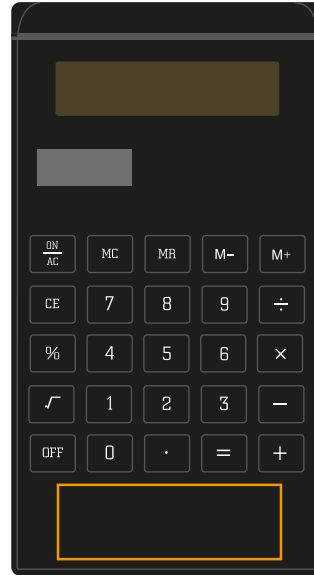 ON
AC MC MR M− M+
CE 7 8 9 ÷
% 4 5 6 ×
√ 1 2 3 −
OFF 0 · = +